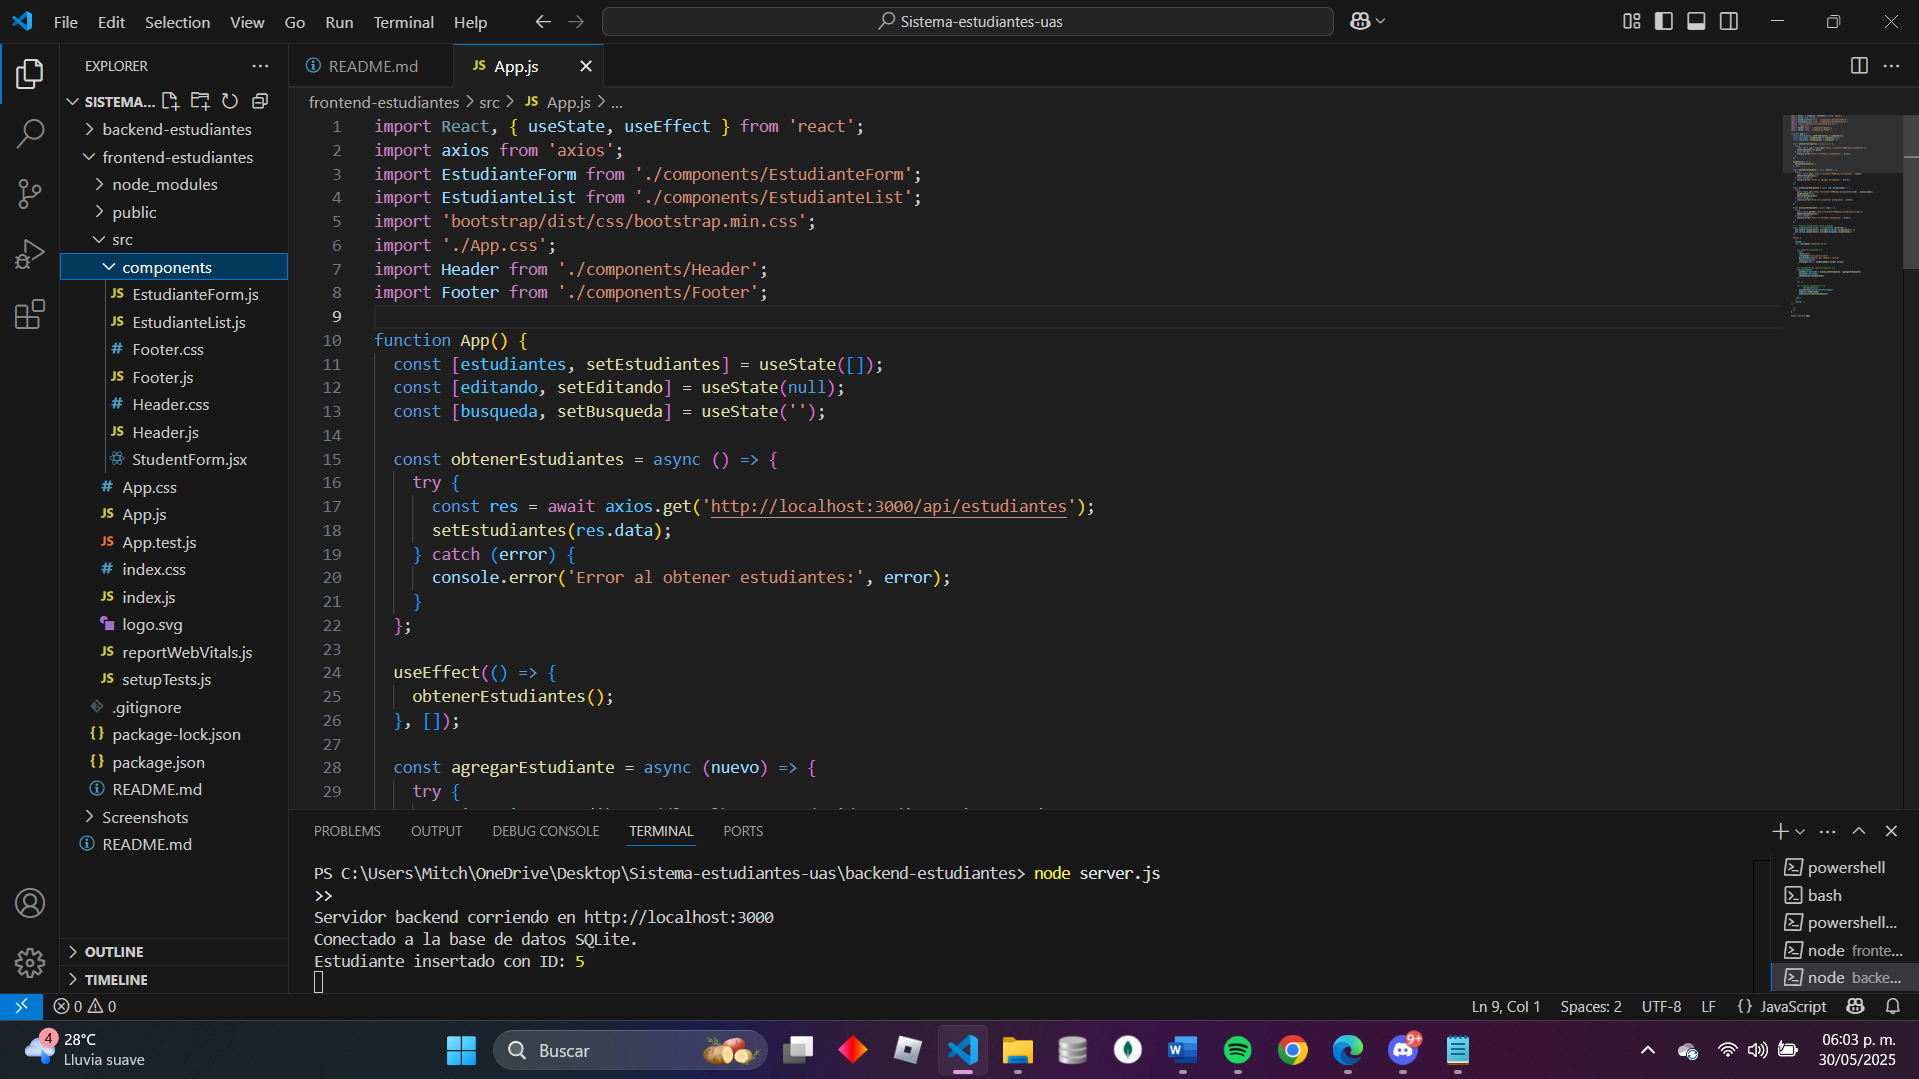 File Edit Selection View Go Run Terminal Help
Sistema-estudiantes-uas
EXPLORER
SISTEMA...
backend-estudiantes
frontend-estudiantes
node_modules
public
src
components
JS EstudianteForm.js
JS EstudianteList.js
# Footer.css
JS Footer.js
# Header.css
JS Header.js
StudentForm.jsx
# App.css
JS App.js
JS App.test.js
# index.css
JS index.js
logo.svg
JS reportWebVitals.js
JS setupTests.js
.gitignore
{} package-lock.json
{} package.json
README.md
Screenshots
README.md
OUTLINE
TIMELINE
README.md
JS App.js
frontend-estudiantes > src > JS App.js > ...
1 import React, { useState, useEffect } from 'react';
2 import axios from 'axios';
3 import EstudianteForm from './components/EstudianteForm';
4 import EstudianteList from './components/EstudianteList';
5 import 'bootstrap/dist/css/bootstrap.min.css';
6 import './App.css';
7 import Header from './components/Header';
8 import Footer from './components/Footer';
9
10 function App() {
11 const [estudiantes, setEstudiantes] = useState([]);
12 const [editando, setEditando] = useState(null);
13 const [busqueda, setBusqueda] = useState('');
14
15 const obtenerEstudiantes = async () => {
16 try {
17 const res = await axios.get('http://localhost:3000/api/estudiantes');
18 setEstudiantes(res.data);
19 } catch (error) {
20 console.error('Error al obtener estudiantes:', error);
21 }
22 };
23
24 useEffect(() => {
25 obtenerEstudiantes();
26 }, []);
27
28 const agregarEstudiante = async (nuevo) => {
29 try {
PROBLEMS OUTPUT DEBUG CONSOLE TERMINAL PORTS
PS C:\Users\Mitch\OneDrive\Desktop\Sistema-estudiantes-uas\backend-estudiantes> node server.js
>>
Servidor backend corriendo en http://localhost:3000
Conectado a la base de datos SQLite.
Estudiante insertado con ID: 5
powershell
bash
powershell...
node fronte...
node backe...
0 0
Ln 9, Col 1 Spaces: 2 UTF-8 LF {} JavaScript
4
28°C
Lluvia suave
Buscar
9+
06:03 p. m.
30/05/2025